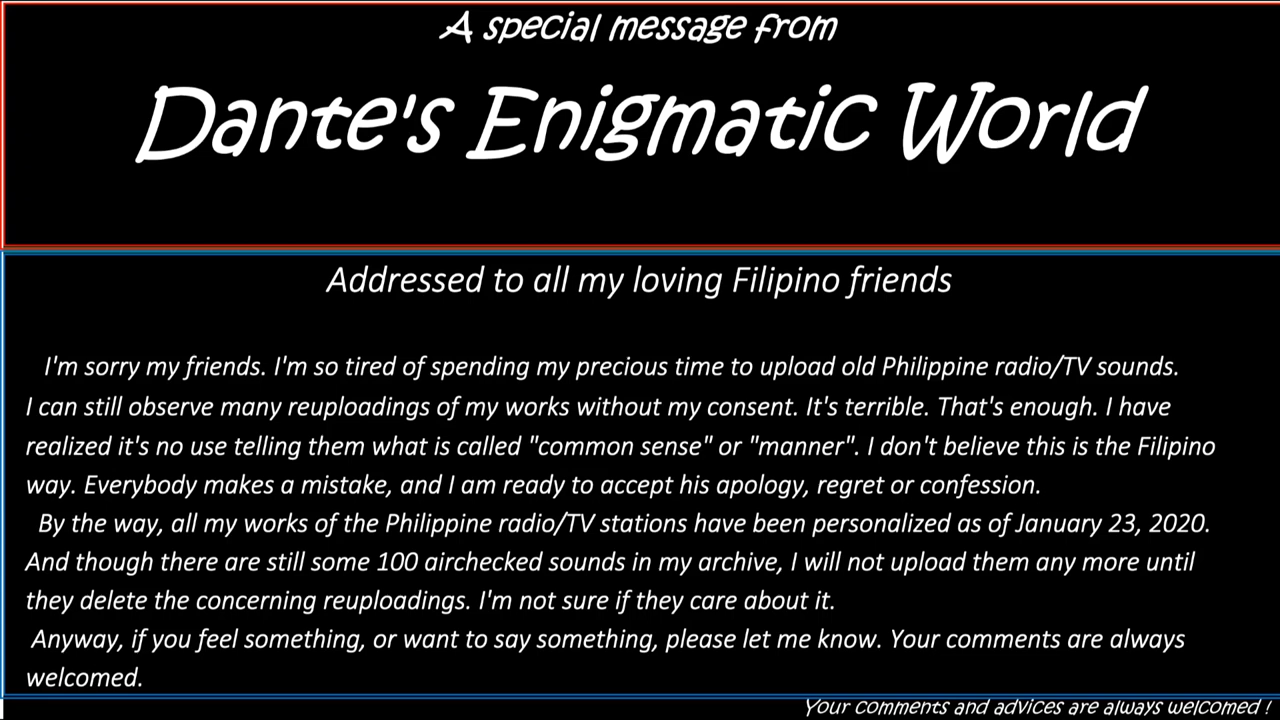 A special message from
Dante's Enigmatic World
Addressed to all my loving Filipino friends
I'm sorry my friends. I'm so tired of spending my precious time to upload old Philippine radio/TV sounds.
I can still observe many reuploadings of my works without my consent. It's terrible. That's enough. I have
realized it's no use telling them what is called "common sense" or "manner". I don't believe this is the Filipino
way. Everybody makes a mistake, and I am ready to accept his apology, regret or confession.
By the way, all my works of the Philippine radio/TV stations have been personalized as of January 23, 2020.
And though there are still some 100 airchecked sounds in my archive, I will not upload them any more until
they delete the concerning reuploadings. I'm not sure if they care about it.
Anyway, if you feel something, or want to say something, please let me know. Your comments are always
welcomed.
Your comments and advices are always welcomed !